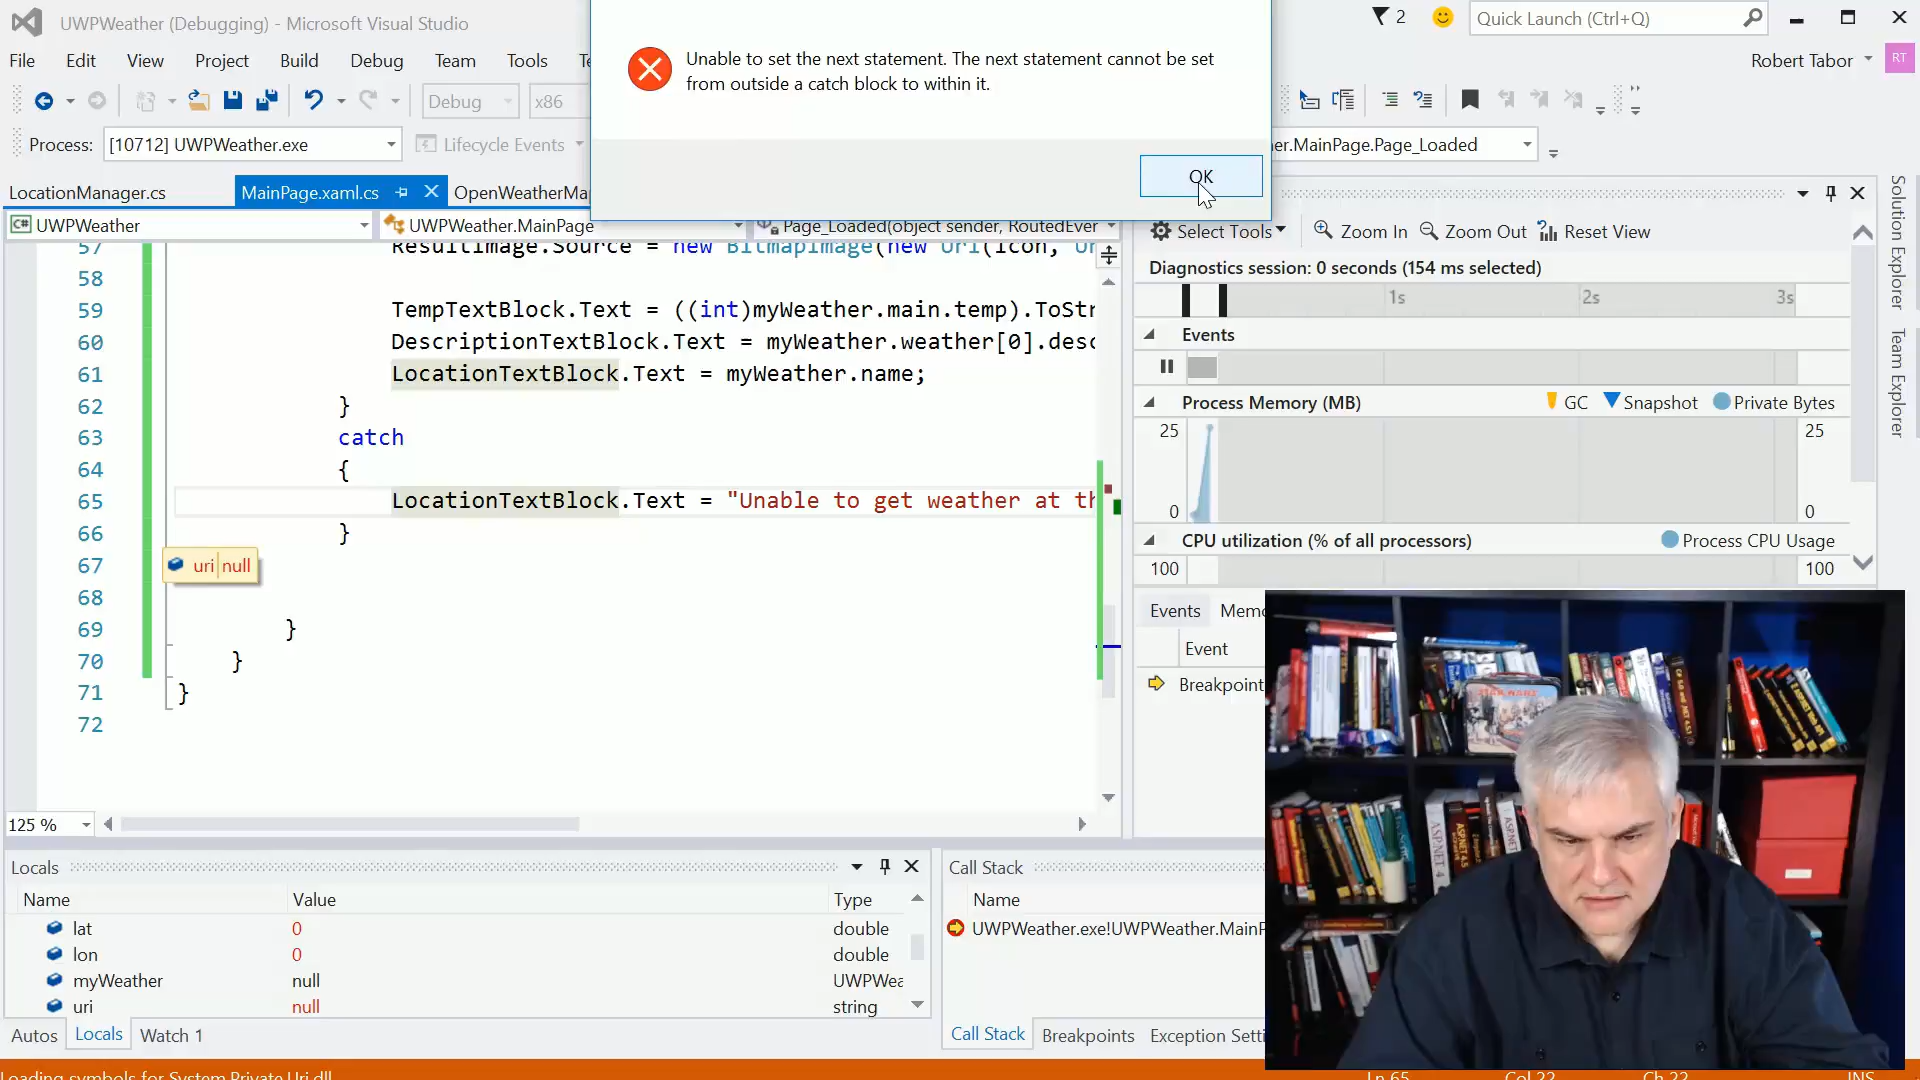 UWPWeather (Debugging) - Microsoft Visual Studio
2
Quick Launch (Ctrl+Q)
File Edit View Project Build Debug Team Tools
Robert Tabor
RT
Unable to set the next statement. The next statement cannot be set
from outside a catch block to within it.
OK
Debug x86
Process: [10712] UWPWeather.exe Lifecycle Events
er.MainPage.Page_Loaded
LocationManager.cs MainPage.xaml.cs OpenWeatherMa
C# UWPWeather UWPWeather.MainPage Page_Loaded(object sender, RoutedEver
57 ResultImage.Source = new BitmapImage(new Uri(icon, Ur
58
59 TempTextBlock.Text = ((int)myWeather.main.temp).ToStr
60 DescriptionTextBlock.Text = myWeather.weather[0].desc
61 LocationTextBlock.Text = myWeather.name;
62 }
63 catch
64 {
65 LocationTextBlock.Text = "Unable to get weather at th
66 }
67
uri null
68
69 }
70 }
71 }
72
125 %
Select Tools Zoom In Zoom Out Reset View
Diagnostics session: 0 seconds (154 ms selected)
1s 2s 3s
Events
Process Memory (MB) GC Snapshot Private Bytes
25 25
0 0
CPU utilization (% of all processors) Process CPU Usage
100 100
Events Memo
Event
Breakpoint
Solution Explorer
Team Explorer
Locals
Name Value Type
lat 0 double
lon 0 double
myWeather null UWPWea
uri null string
Autos Locals Watch 1
Call Stack
Name
UWPWeather.exe!UWPWeather.MainP
Call Stack Breakpoints Exception Setti
Loading symbols for System.Private.Uri.dll
Ln 65 Col 22 Ch 22 INS
STAR WARS
ASP.NET 4
ASP.NET 4.5